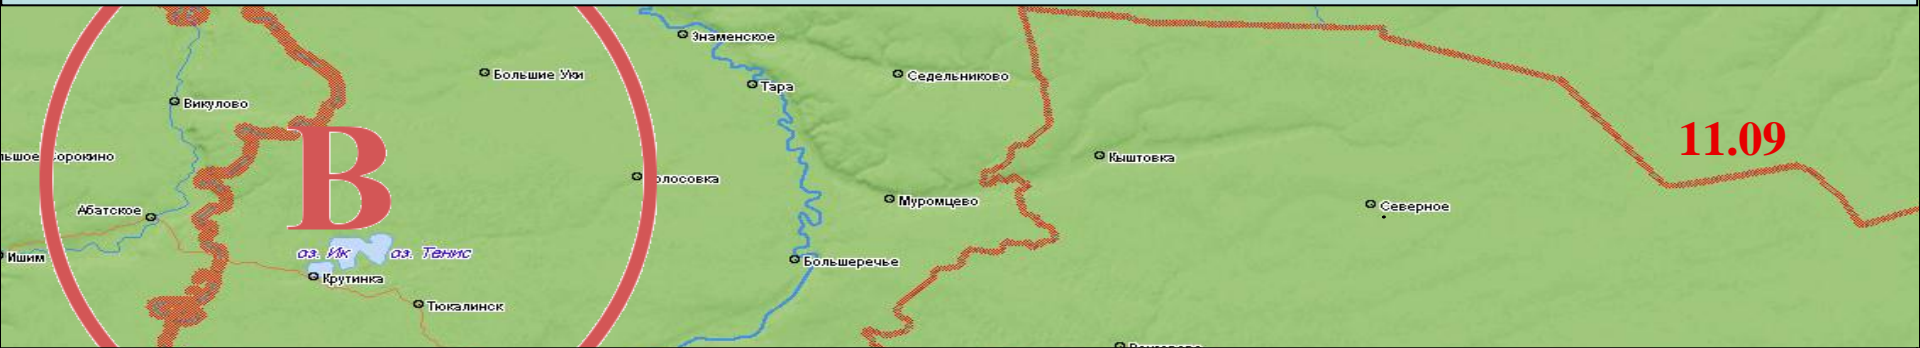 Знаменское
Большие Уки
Седельниково
Тара
Викулово
11.09
В
Сорокино
Кыштовка
Абатское
Муромцево
Северное
оз. Ик
оз. Тенис
Ишим
Большеречье
Крутинка
Тюкалинск